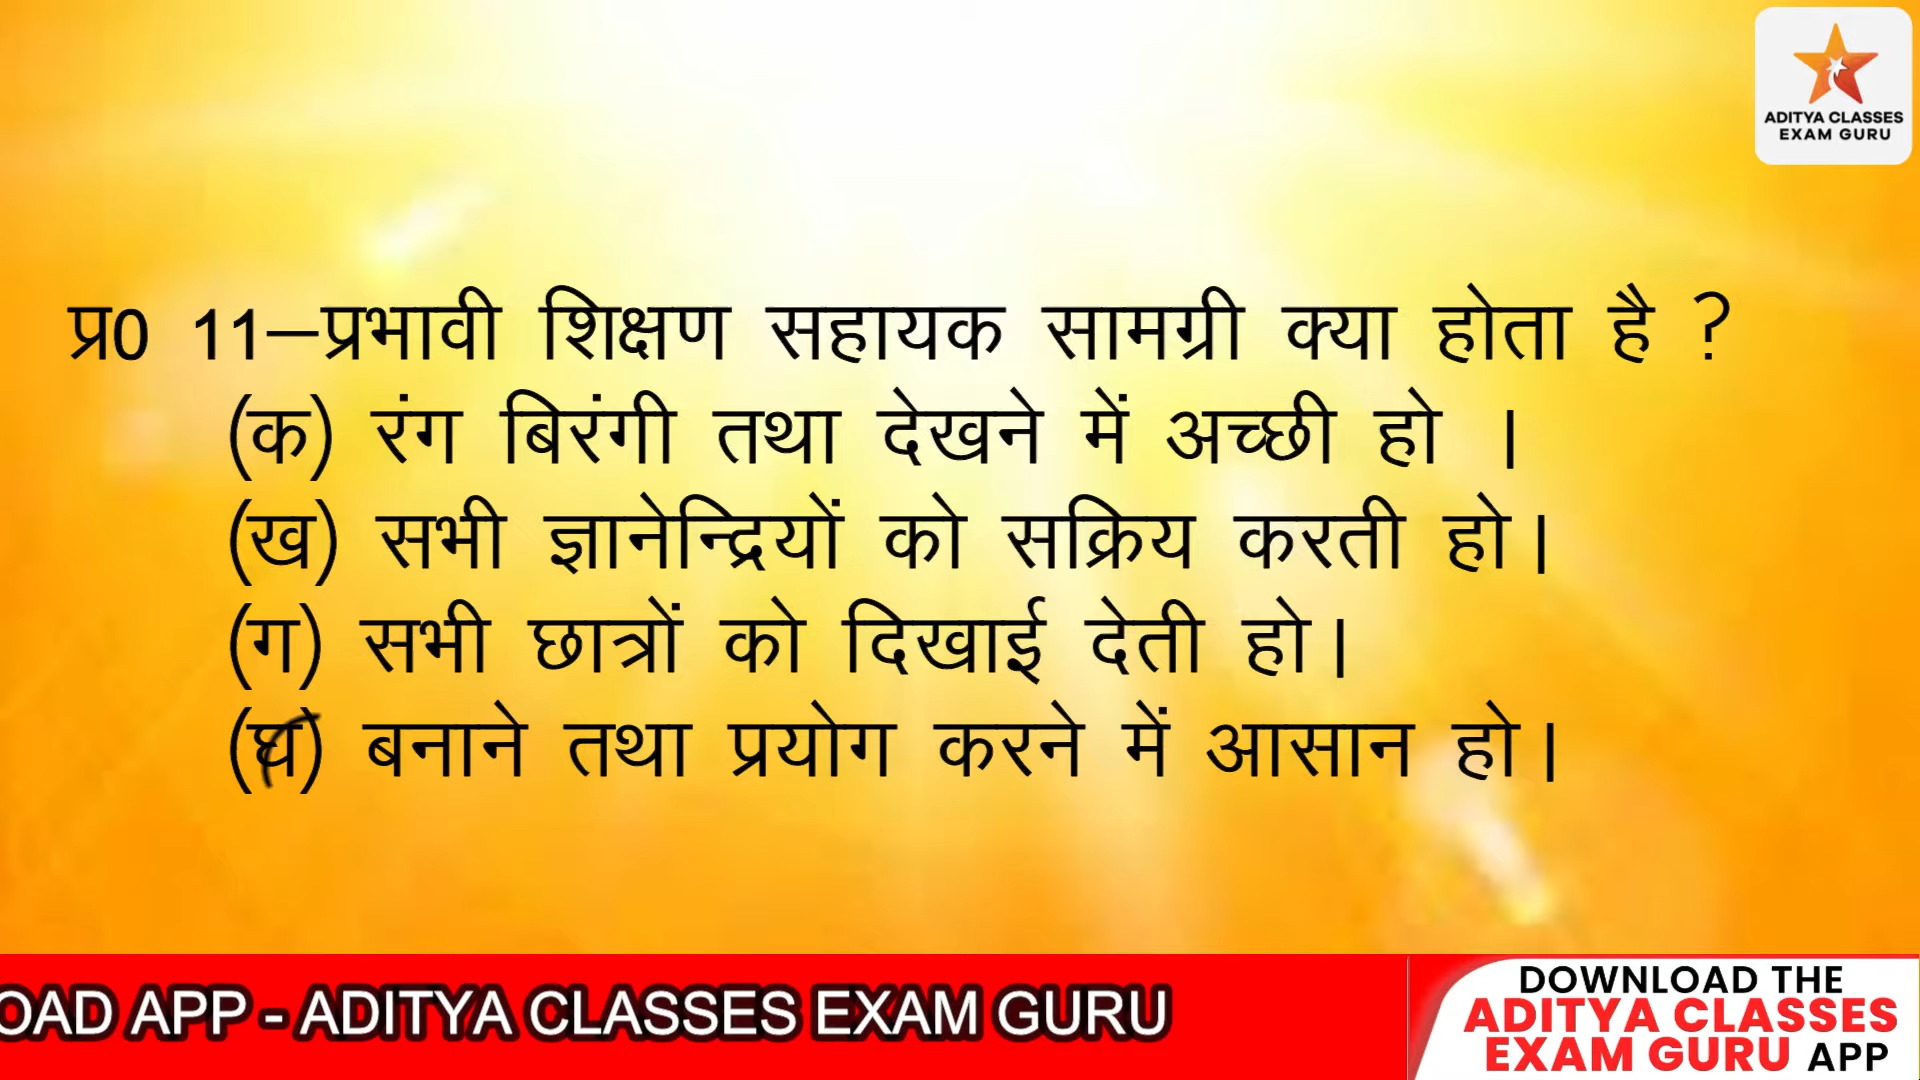 ADITYA CLASSES
EXAM GURU
प्र0 11–प्रभावी शिक्षण सहायक सामग्री क्या होता है ?
(क) रंग बिरंगी तथा देखने में अच्छी हो ।
(ख) सभी ज्ञानेन्द्रियों को सक्रिय करती हो।
(ग) सभी छात्रों को दिखाई देती हो।
(घ) बनाने तथा प्रयोग करने में आसान हो।
OAD APP - ADITYA CLASSES EXAM GURU
DOWNLOAD THE
ADITYA CLASSES
EXAM GURU APP